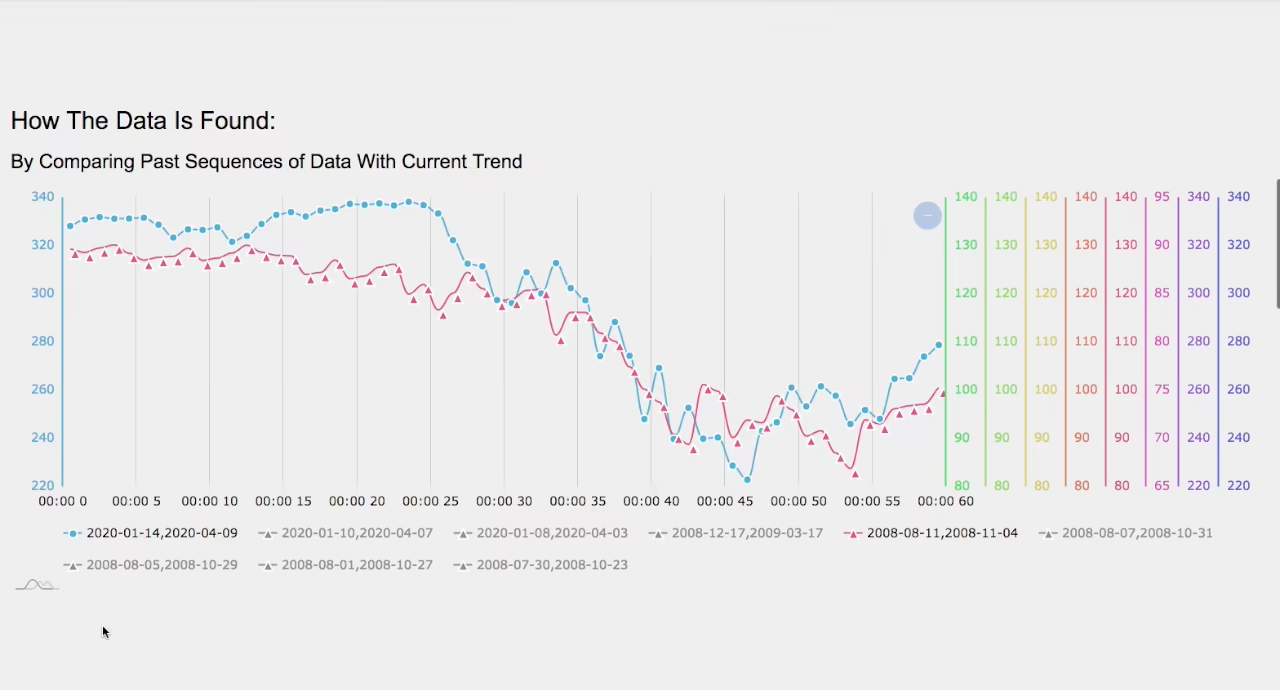 How The Data Is Found:
By Comparing Past Sequences of Data With Current Trend
340 140 140 140 140 140 95 340 340
320 130 130 130 130 130 90 320 320
300 120 120 120 120 120 85 300 300
280 110 110 110 110 110 80 280 280
260 100 100 100 100 100 75 260 260
240 90 90 90 90 90 70 240 240
220 80 80 80 80 80 65 220 220
00:00 0 00:00 5 00:00 10 00:00 15 00:00 20 00:00 25 00:00 30 00:00 35 00:00 40 00:00 45 00:00 50 00:00 55 00:00 60
2020-01-14,2020-04-09 2020-01-10,2020-04-07 2020-01-08,2020-04-03 2008-12-17,2009-03-17 2008-08-11,2008-11-04 2008-08-07,2008-10-31
2008-08-05,2008-10-29 2008-08-01,2008-10-27 2008-07-30,2008-10-23